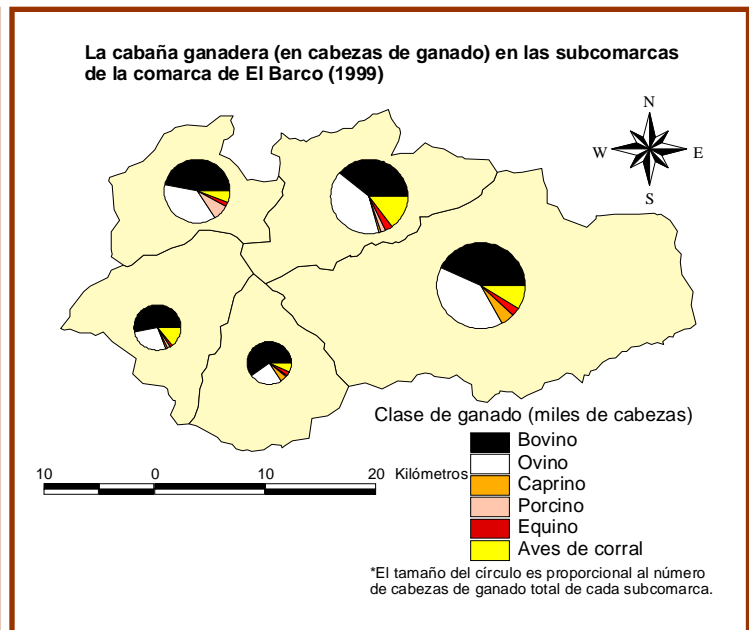 La cabaña ganadera (en cabezas de ganado) en las subcomarcas
de la comarca de El Barco (1999)
N
W
E
S
Clase de ganado (miles de cabezas)
Bovino
Ovino
Caprino
Porcino
Equino
Aves de corral
10 0 10 20 Kilómetros
*El tamaño del círculo es proporcional al número
de cabezas de ganado total de cada subcomarca.